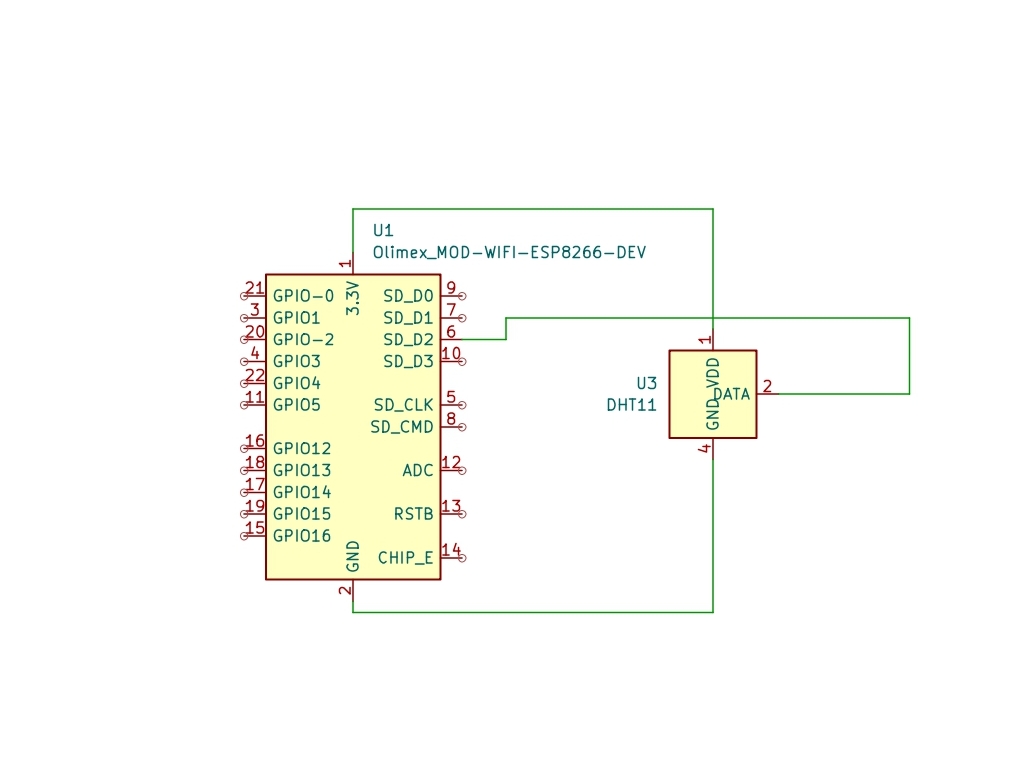 U1
Olimex_MOD-WIFI-ESP8266-DEV
1
3.3V
21 GPIO-0 SD_D0 9
3 GPIO1 SD_D1 7
20 GPIO-2 SD_D2 6
4 GPIO3 SD_D3 10
22 GPIO4
11 GPIO5 SD_CLK 5
SD_CMD 8
16 GPIO12
18 GPIO13 ADC 12
17 GPIO14
19 GPIO15 RSTB 13
15 GPIO16
CHIP_E 14
GND
2
U3
DHT11
1
VDD
DATA 2
GND
4